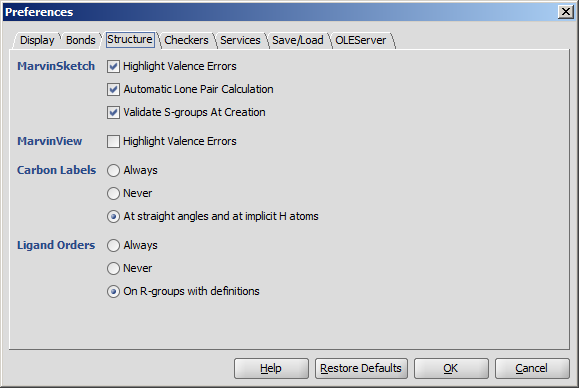 Preferences
Display Bonds Structure Checkers Services Save/Load OLEServer
MarvinSketch Highlight Valence Errors
Automatic Lone Pair Calculation
Validate S-groups At Creation
MarvinView Highlight Valence Errors
Carbon Labels Always
Never
At straight angles and at implicit H atoms
Ligand Orders Always
Never
On R-groups with definitions
Help Restore Defaults OK Cancel